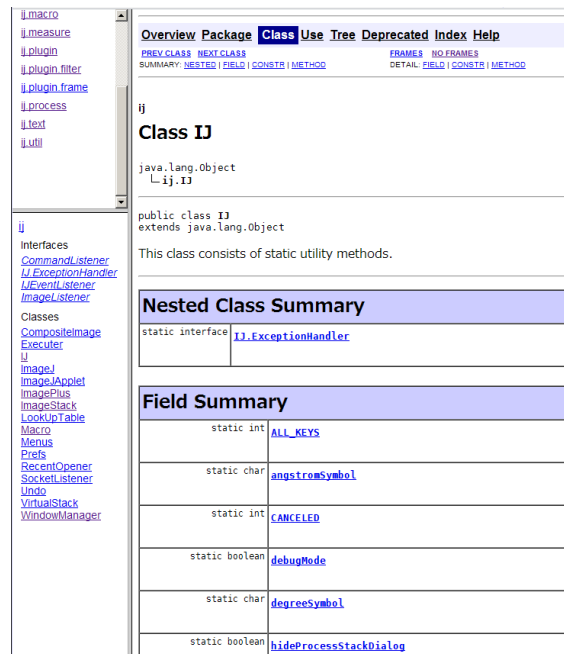 ij.macro
ij.measure
ij.plugin
ij.plugin.filter
ij.plugin.frame
ij.process
ij.text
ij.util
ij
Interfaces
CommandListener
IJ.ExceptionHandler
IJEventListener
ImageListener
Classes
CompositeImage
Executer
IJ
ImageJ
ImageJApplet
ImagePlus
ImageStack
LookUpTable
Macro
Menus
Prefs
RecentOpener
SocketListener
Undo
VirtualStack
WindowManager
Overview Package Class Use Tree Deprecated Index Help
PREV CLASS NEXT CLASS FRAMES NO FRAMES
SUMMARY: NESTED | FIELD | CONSTR | METHOD DETAIL: FIELD | CONSTR | METHOD
ij
Class IJ
java.lang.Object
ij.IJ
public class IJ
extends java.lang.Object
This class consists of static utility methods.
Nested Class Summary
static interface IJ.ExceptionHandler
Field Summary
static int ALL_KEYS
static char angstromSymbol
static int CANCELED
static boolean debugMode
static char degreeSymbol
static boolean hideProcessStackDialog